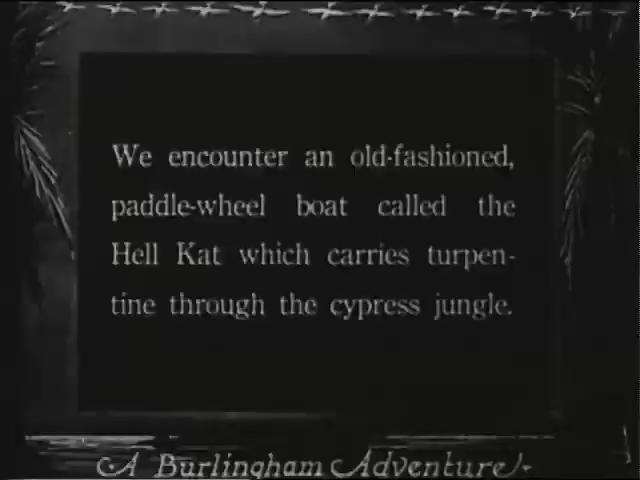 We encounter an old-fashioned,
paddle-wheel boat called the
Hell Kat which carries turpen-
tine through the cypress jungle.
A Burlingham Adventure